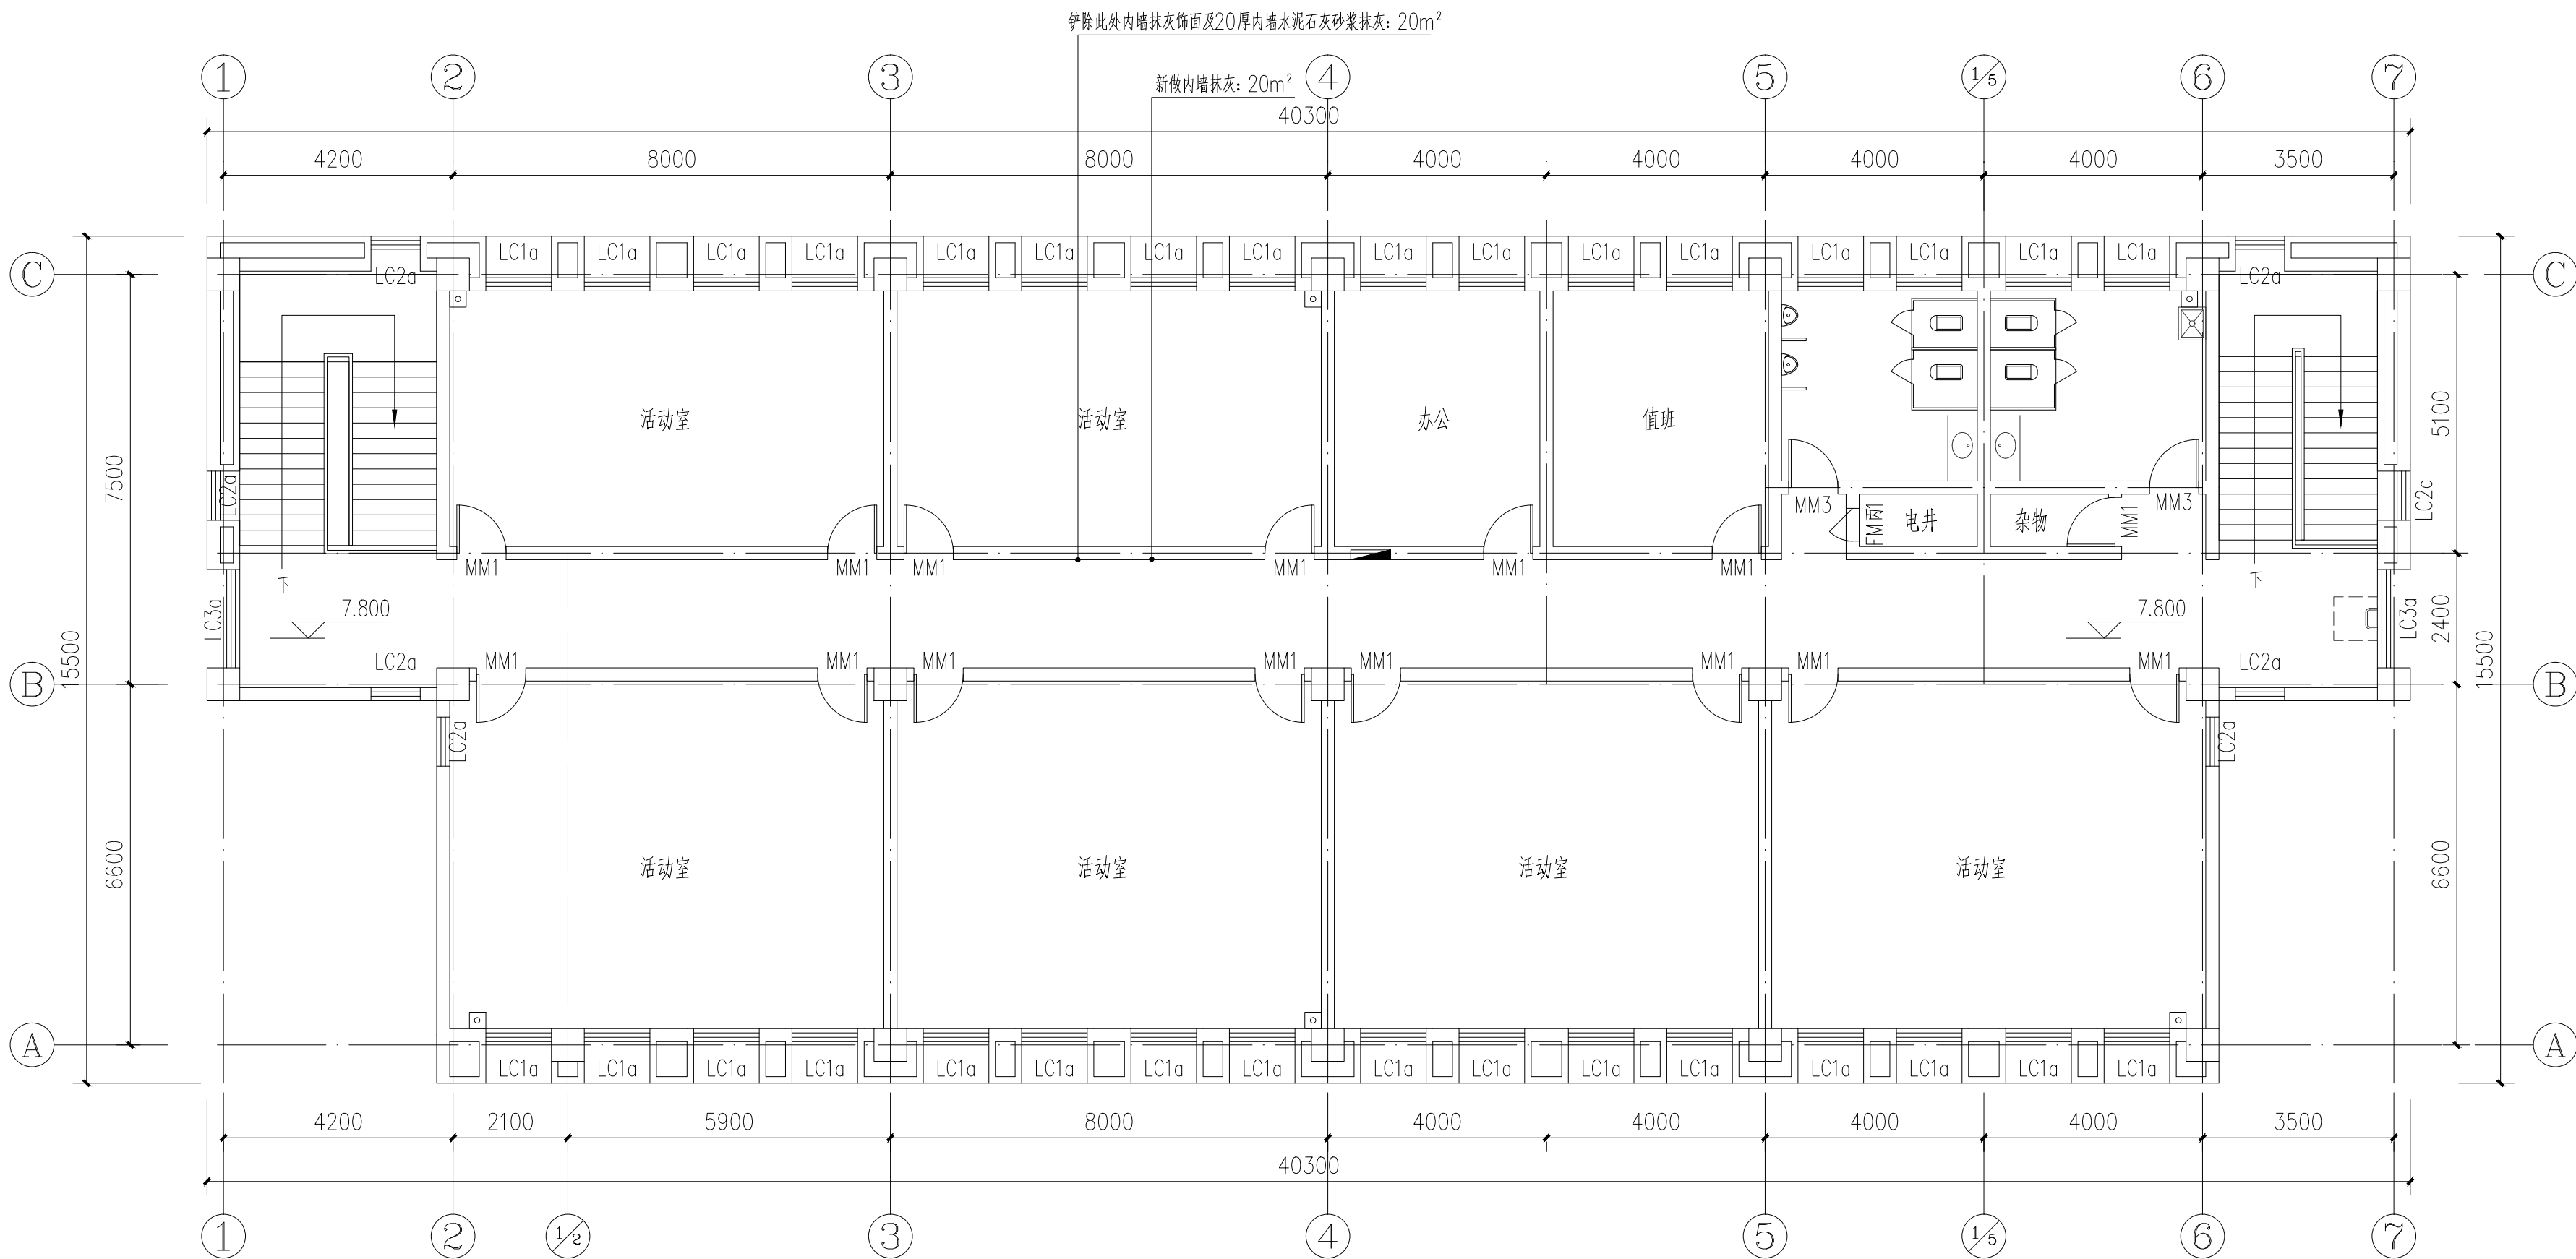 铲除此处内墙抹灰饰面及20厚内墙水泥石灰砂浆抹灰: 20m²
新做内墙抹灰: 20m²
1 2 3 4 5 1/5 6 7
40300
4200 8000 8000 4000 4000 4000 4000 3500
LC1a LC1a LC1a LC1a LC1a LC1a LC1a LC1a LC1a LC1a LC1a LC1a LC1a LC1a LC1a LC1a
C LC2a LC2a C
活动室 活动室 办公 值班
7500 5100
LC2a LC2a
MM3 FM丙1 电井 杂物 MM1 MM3
MM1 MM1 MM1 MM1 MM1 MM1
下 下
LC3a 7.800 7.800 LC3a 2400
15500 15500
LC2a MM1 MM1 MM1 MM1 MM1 MM1 MM1 MM1 LC2a
B B
LC2a LC2a
6600 活动室 活动室 活动室 活动室 6600
A A
LC1a LC1a LC1a LC1a LC1a LC1a LC1a LC1a LC1a LC1a LC1a LC1a LC1a LC1a LC1a LC1a
4200 2100 5900 8000 4000 4000 4000 4000 3500
40300
1 2 1/2 3 4 5 1/5 6 7